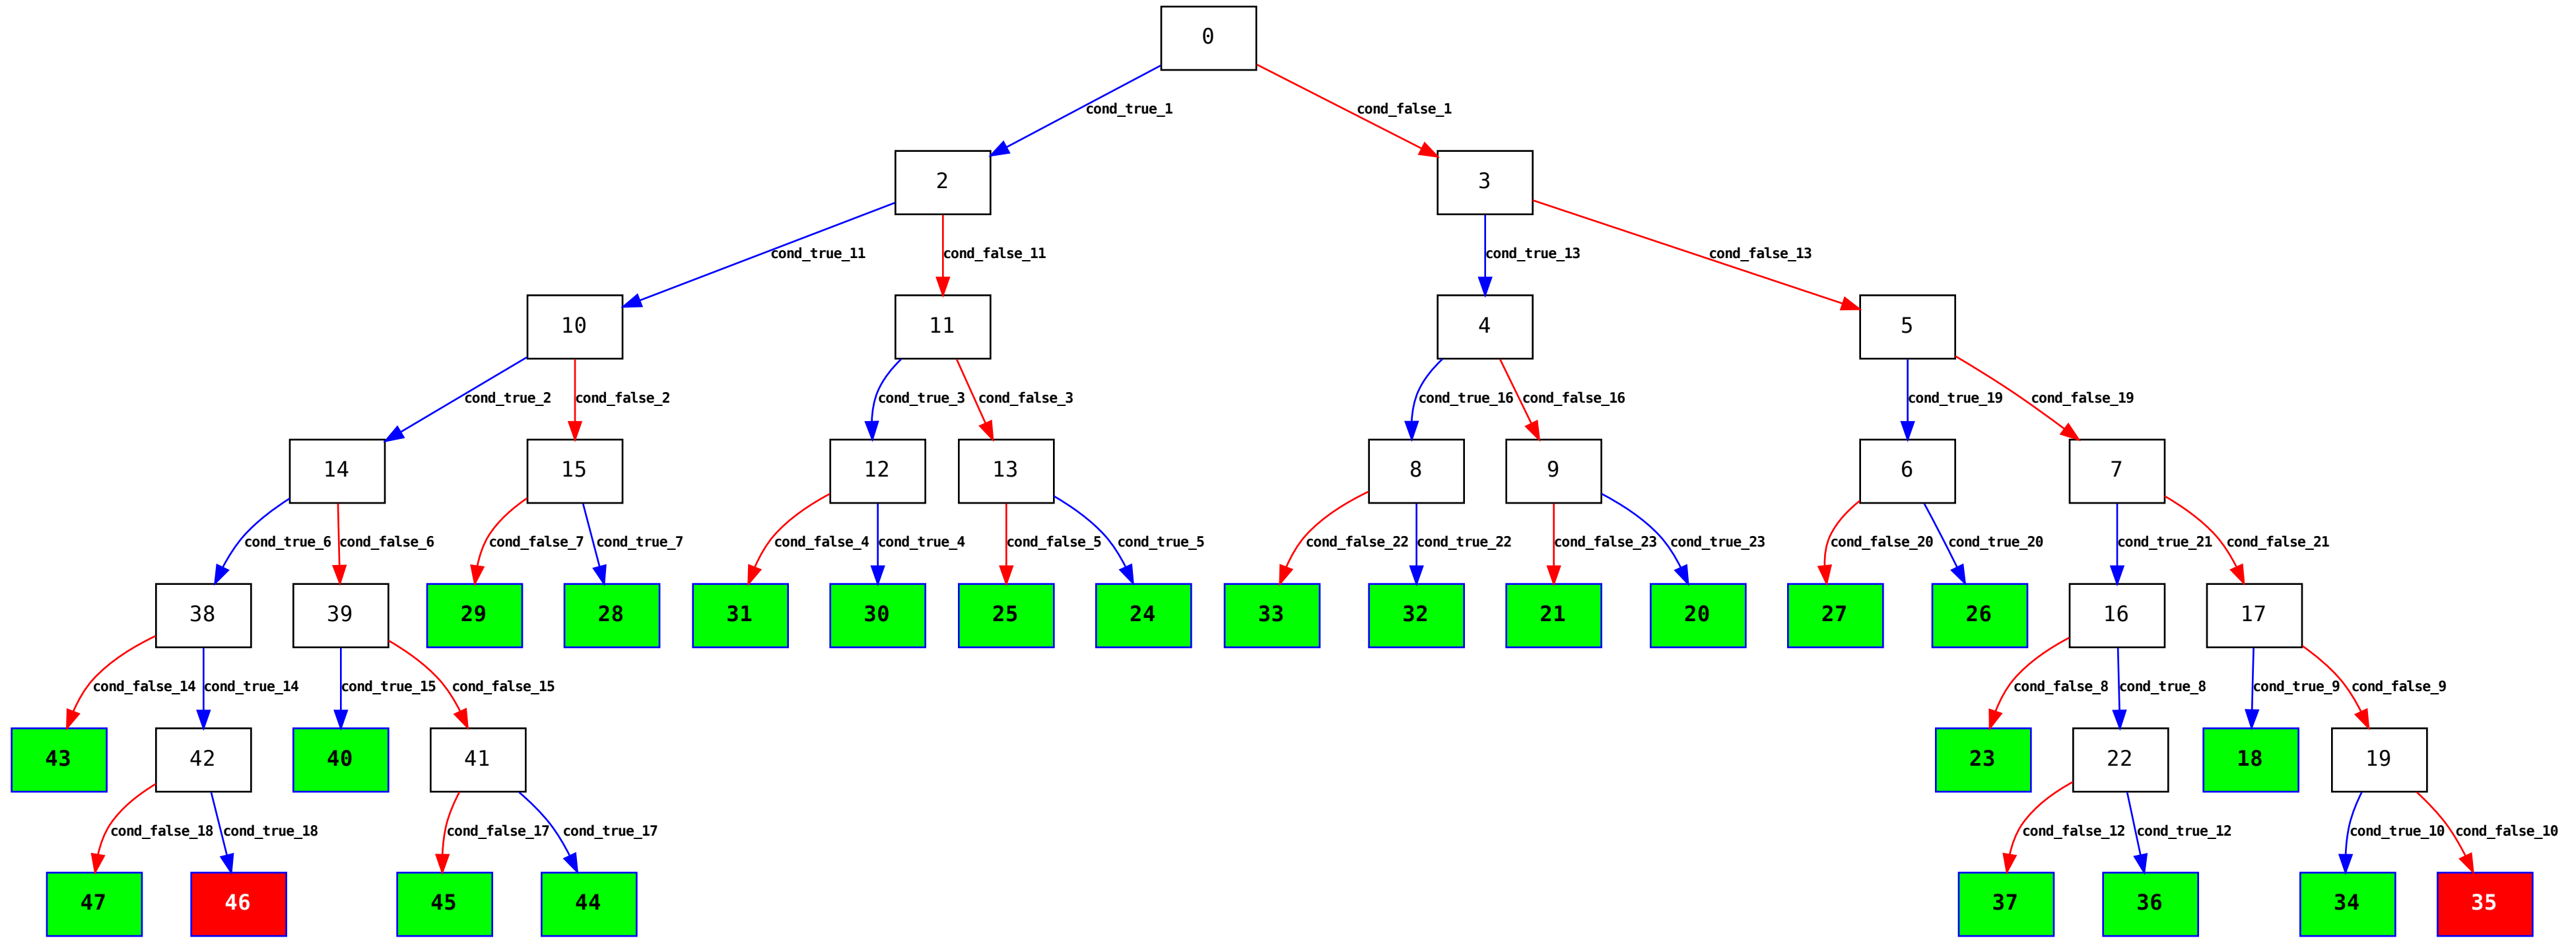 0
cond_true_1 cond_false_1
2 3
cond_true_11 cond_false_11 cond_true_13 cond_false_13
10 11 4 5
cond_true_2 cond_false_2 cond_true_3 cond_false_3 cond_true_16 cond_false_16 cond_true_19 cond_false_19
14 15 12 13 8 9 6 7
cond_true_6 cond_false_6 cond_false_7 cond_true_7 cond_false_4 cond_true_4 cond_false_5 cond_true_5 cond_false_22 cond_true_22 cond_false_23 cond_true_23 cond_false_20 cond_true_20 cond_true_21 cond_false_21
38 39 29 28 31 30 25 24 33 32 21 20 27 26 16 17
cond_false_14 cond_true_14 cond_true_15 cond_false_15 cond_false_8 cond_true_8 cond_true_9 cond_false_9
43 42 40 41 23 22 18 19
cond_false_18 cond_true_18 cond_false_17 cond_true_17 cond_false_12 cond_true_12 cond_true_10 cond_false_10
47 46 45 44 37 36 34 35